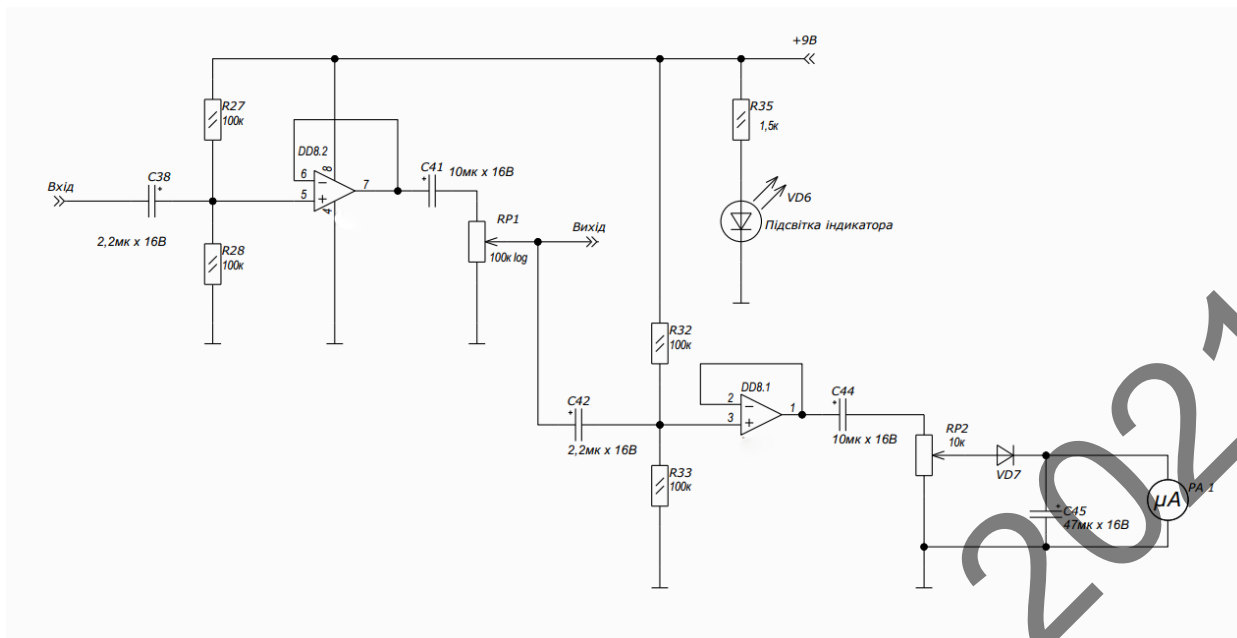 +9В
R27
100к
R35
1,5к
DD8.2
8
6
7
5
4
C41
10мк x 16В
Вхід
C38
2,2мк x 16В
VD6
Підсвітка індикатора
RP1
100к log
Вихід
R28
100к
R32
100к
DD8.1
2
1
3
C44
10мк x 16В
C42
2,2мк x 16В
RP2
10к
VD7
R33
100к
PA 1
µA
C45
47мк x 16В
2021